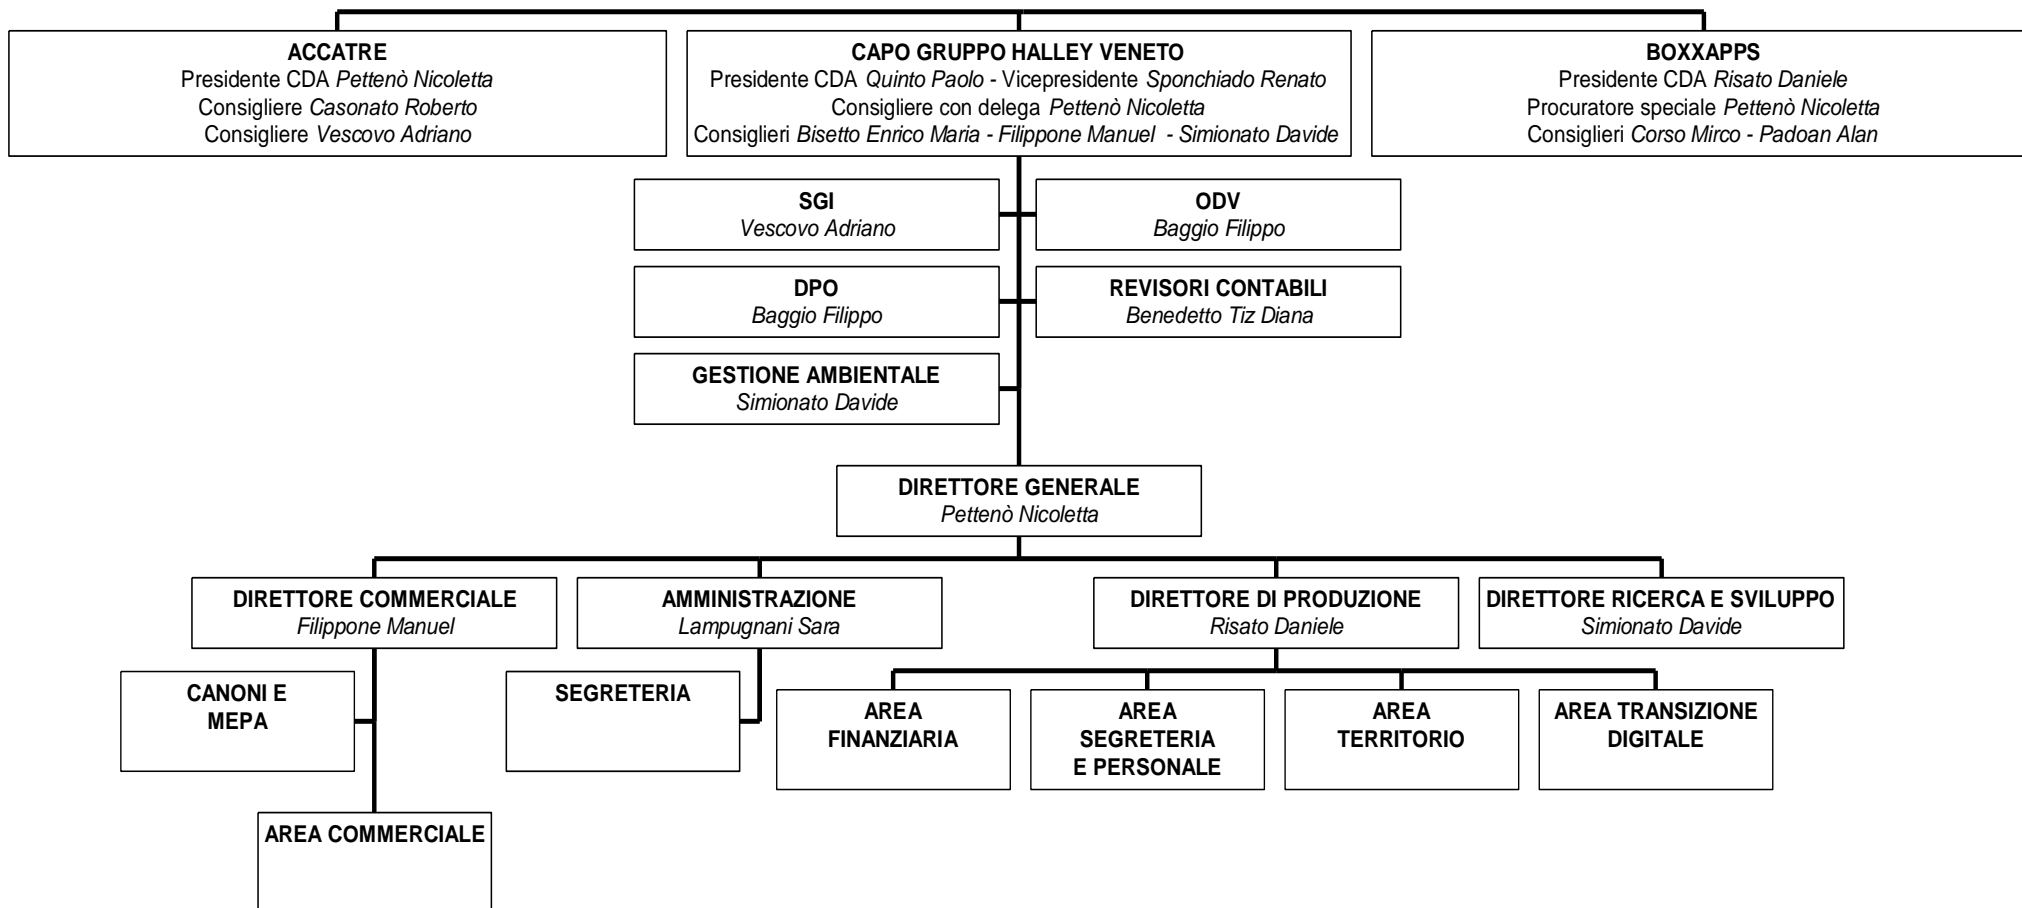 ACCATRE
Presidente CDA Pettenò Nicoletta
Consigliere Casonato Roberto
Consigliere Vescovo Adriano
CAPO GRUPPO HALLEY VENETO
Presidente CDA Quinto Paolo - Vicepresidente Sponchiado Renato
Consigliere con delega Pettenò Nicoletta
Consiglieri Bisetto Enrico Maria - Filippone Manuel - Simionato Davide
BOXXAPPS
Presidente CDA Risato Daniele
Procuratore speciale Pettenò Nicoletta
Consiglieri Corso Mirco - Padoan Alan
SGI
Vescovo Adriano
ODV
Baggio Filippo
DPO
Baggio Filippo
REVISORI CONTABILI
Benedetto Tiz Diana
GESTIONE AMBIENTALE
Simionato Davide
DIRETTORE GENERALE
Pettenò Nicoletta
DIRETTORE COMMERCIALE
Filippone Manuel
AMMINISTRAZIONE
Lampugnani Sara
DIRETTORE DI PRODUZIONE
Risato Daniele
DIRETTORE RICERCA E SVILUPPO
Simionato Davide
CANONI E
MEPA
SEGRETERIA
AREA
FINANZIARIA
AREA
SEGRETERIA
E PERSONALE
AREA
TERRITORIO
AREA TRANSIZIONE
DIGITALE
AREA COMMERCIALE